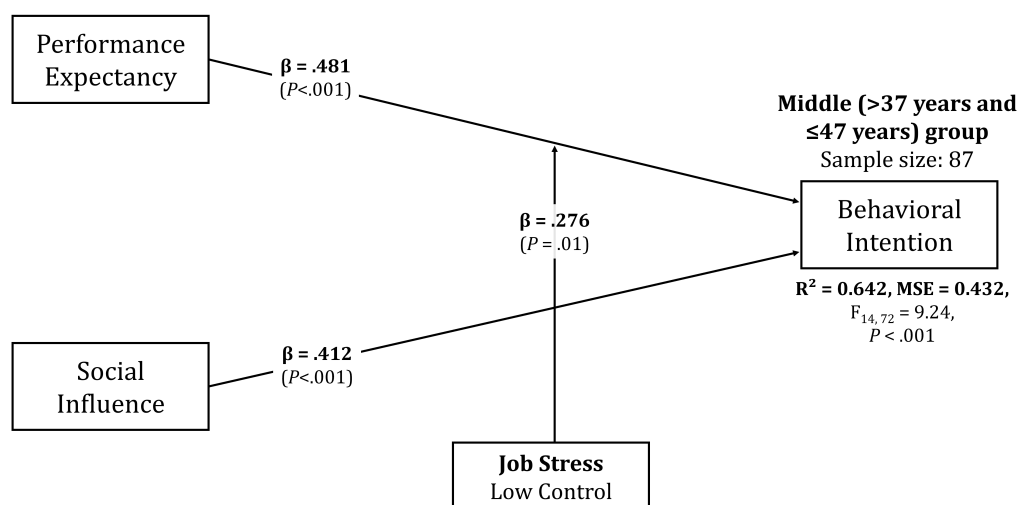 Performance
Expectancy
β = .481
(P<.001)
Middle (>37 years and
≤47 years) group
Sample size: 87
Behavioral
Intention
β = .276
(P = .01)
R² = 0.642, MSE = 0.432,
F14, 72 = 9.24,
P < .001
β = .412
(P<.001)
Social
Influence
Job Stress
Low Control